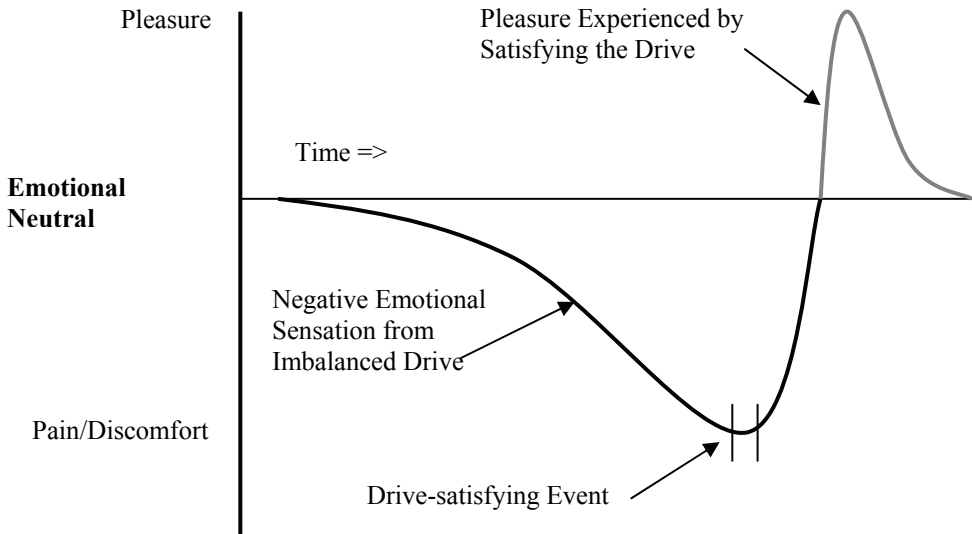 Pleasure
Pleasure Experienced by
Satisfying the Drive
Time =>
Emotional
Neutral
Negative Emotional
Sensation from
Imbalanced Drive
Pain/Discomfort
Drive-satisfying Event